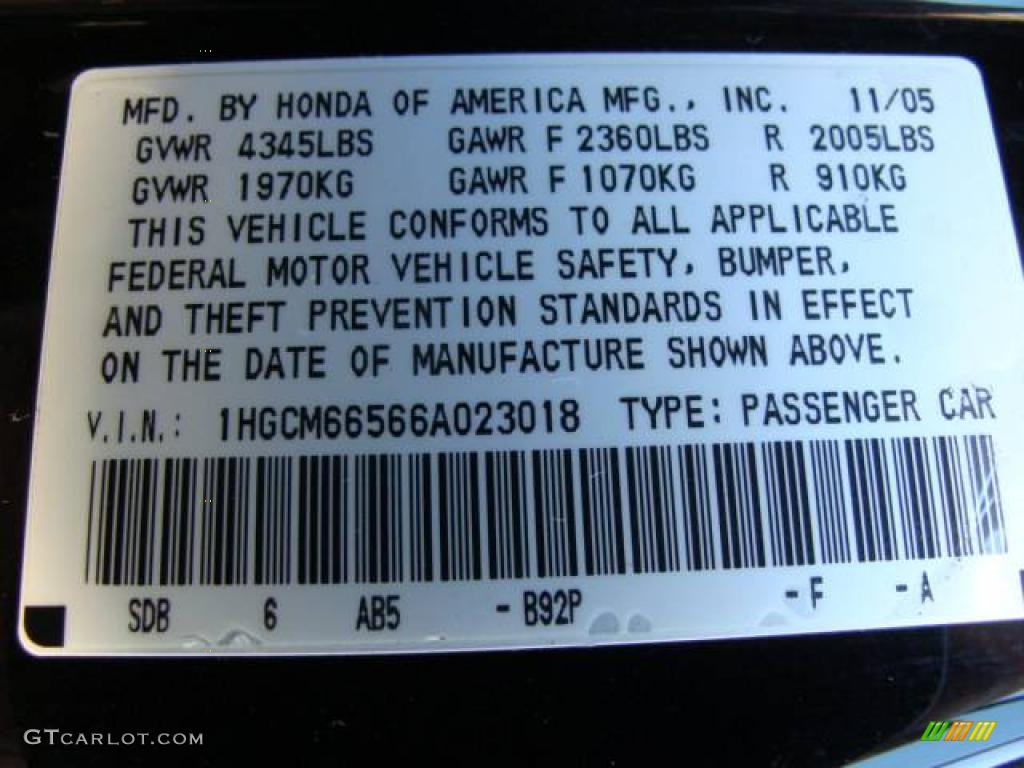 MFD. BY HONDA OF AMERICA MFG., INC. 11/05
GVWR 4345LBS GAWR F 2360LBS R 2005LBS
GVWR 1970KG GAWR F 1070KG R 910KG
THIS VEHICLE CONFORMS TO ALL APPLICABLE
FEDERAL MOTOR VEHICLE SAFETY, BUMPER,
AND THEFT PREVENTION STANDARDS IN EFFECT
ON THE DATE OF MANUFACTURE SHOWN ABOVE.
V.I.N.: 1HGCM66566A023018 TYPE: PASSENGER CAR
SDB 6 AB5 - B92P - F - A
GTCARLOT.COM